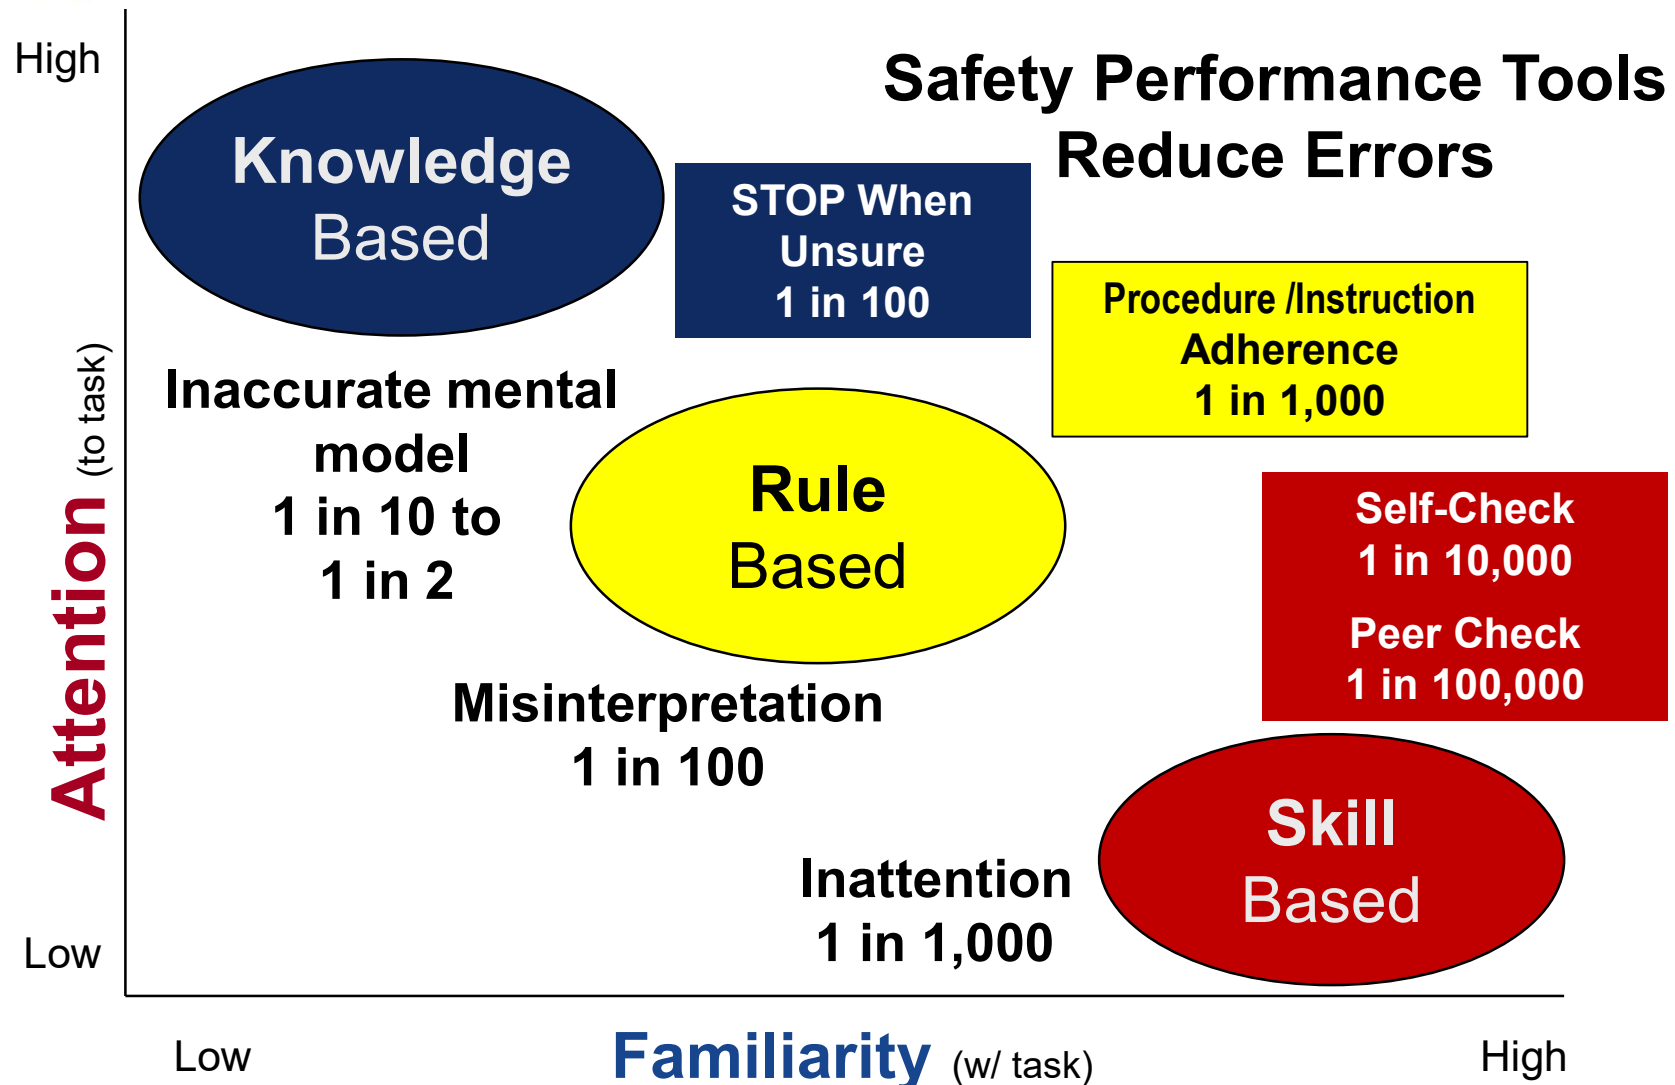 High
Safety Performance Tools
Reduce Errors
Knowledge
Based
STOP When
Unsure
1 in 100
Procedure /Instruction
Adherence
1 in 1,000
Inaccurate mental
model
1 in 10 to
1 in 2
Rule
Based
Self-Check
1 in 10,000
Peer Check
1 in 100,000
Misinterpretation
1 in 100
Skill
Based
Inattention
1 in 1,000
Attention (to task)
Low
Low
Familiarity (w/ task)
High